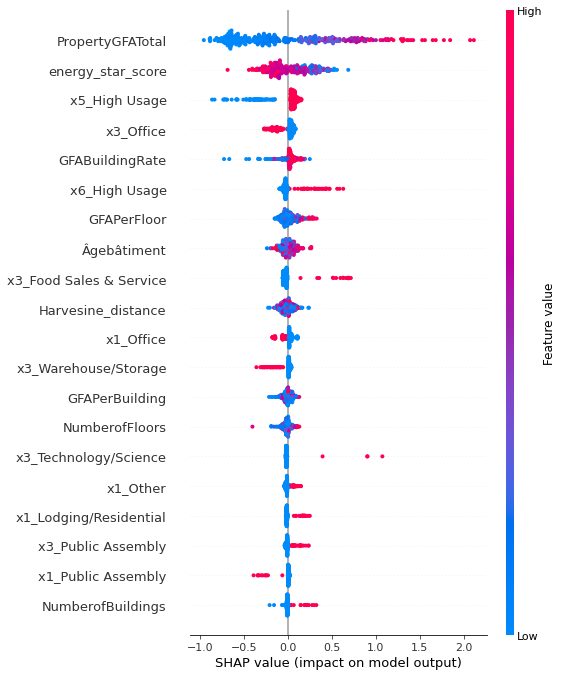 High
PropertyGFATotal
energy_star_score
x5_High Usage
x3_Office
GFABuildingRate
x6_High Usage
GFAPerFloor
Âgebâtiment
x3_Food Sales & Service
Harvesine_distance
x1_Office
x3_Warehouse/Storage
GFAPerBuilding
NumberofFloors
x3_Technology/Science
x1_Other
x1_Lodging/Residential
x3_Public Assembly
x1_Public Assembly
NumberofBuildings
Feature value
Low
−1.0 −0.5 0.0 0.5 1.0 1.5 2.0
SHAP value (impact on model output)